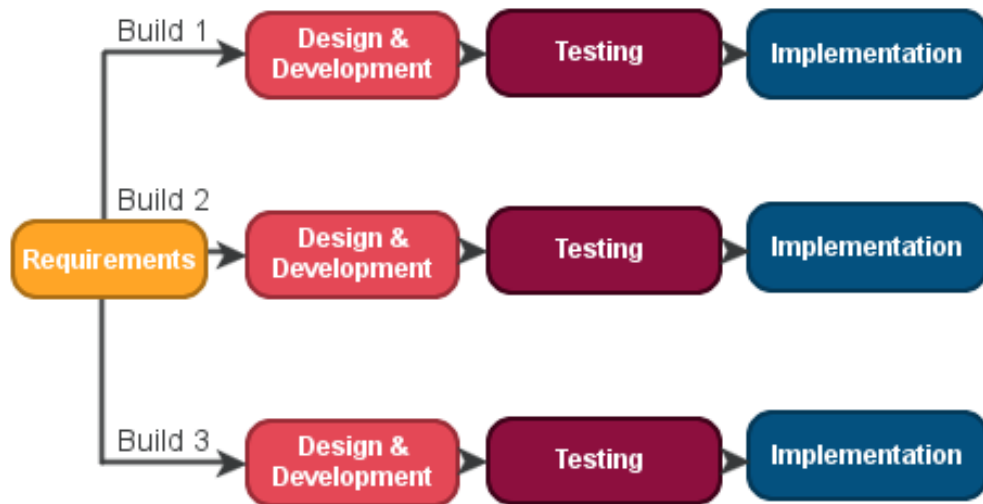 Build 1
Design &
Development
Testing
Implementation
Build 2
Requirements
Design &
Development
Testing
Implementation
Build 3
Design &
Development
Testing
Implementation